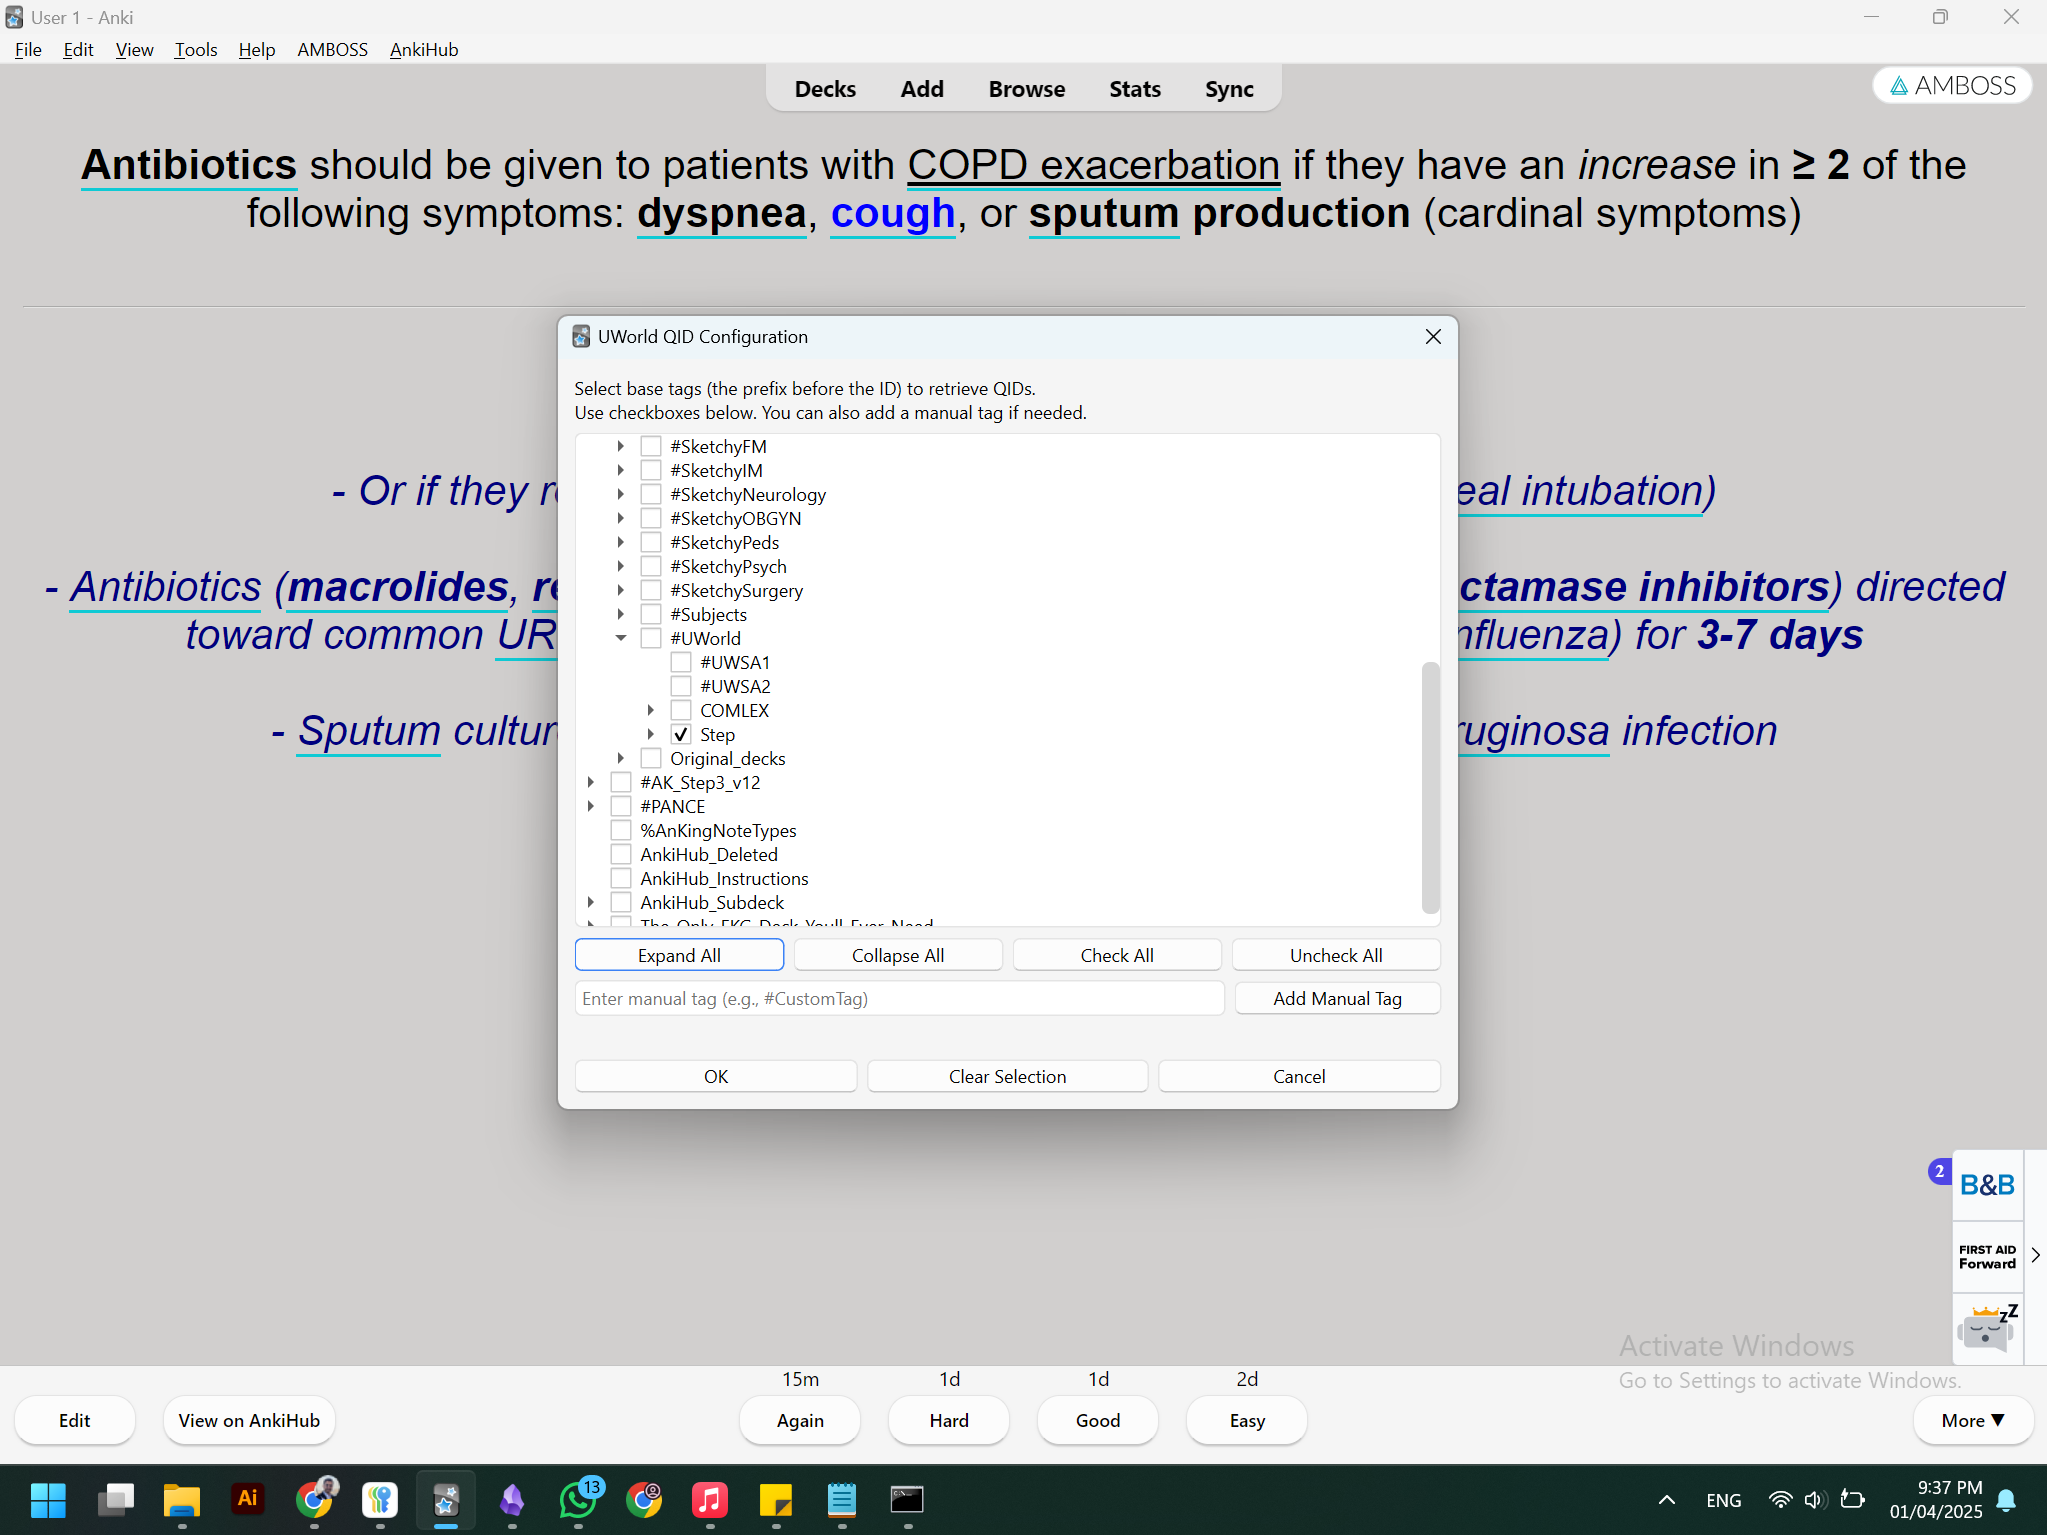 User 1 - Anki
File Edit View Tools Help AMBOSS AnkiHub
Decks Add Browse Stats Sync
AMBOSS
Antibiotics should be given to patients with COPD exacerbation if they have an increase in ≥ 2 of the
following symptoms: dyspnea, cough, or sputum production (cardinal symptoms)
UWorld QID Configuration
Select base tags (the prefix before the ID) to retrieve QIDs.
Use checkboxes below. You can also add a manual tag if needed.
#SketchyFM
#SketchyIM
#SketchyNeurology
#SketchyOBGYN
#SketchyPeds
#SketchyPsych
#SketchySurgery
#Subjects
#UWorld
#UWSA1
#UWSA2
COMLEX
Step
Original_decks
#AK_Step3_v12
#PANCE
%AnKingNoteTypes
AnkiHub_Deleted
AnkiHub_Instructions
AnkiHub_Subdeck
The_Only_EKG_Deck_Youll_Ever_Need
Expand All Collapse All Check All Uncheck All
Enter manual tag (e.g., #CustomTag) Add Manual Tag
OK Clear Selection Cancel
- Or if they r eal intubation)
- Antibiotics (macrolides, re ctamase inhibitors) directed
toward common UR nfluenza) for 3-7 days
- Sputum cultur ruginosa infection
2
B&B
FIRST AID
Forward
zZ
Activate Windows
Go to Settings to activate Windows.
15m 1d 1d 2d
Edit View on AnkiHub Again Hard Good Easy More ▼
Ai
13
ENG
9:37 PM
01/04/2025